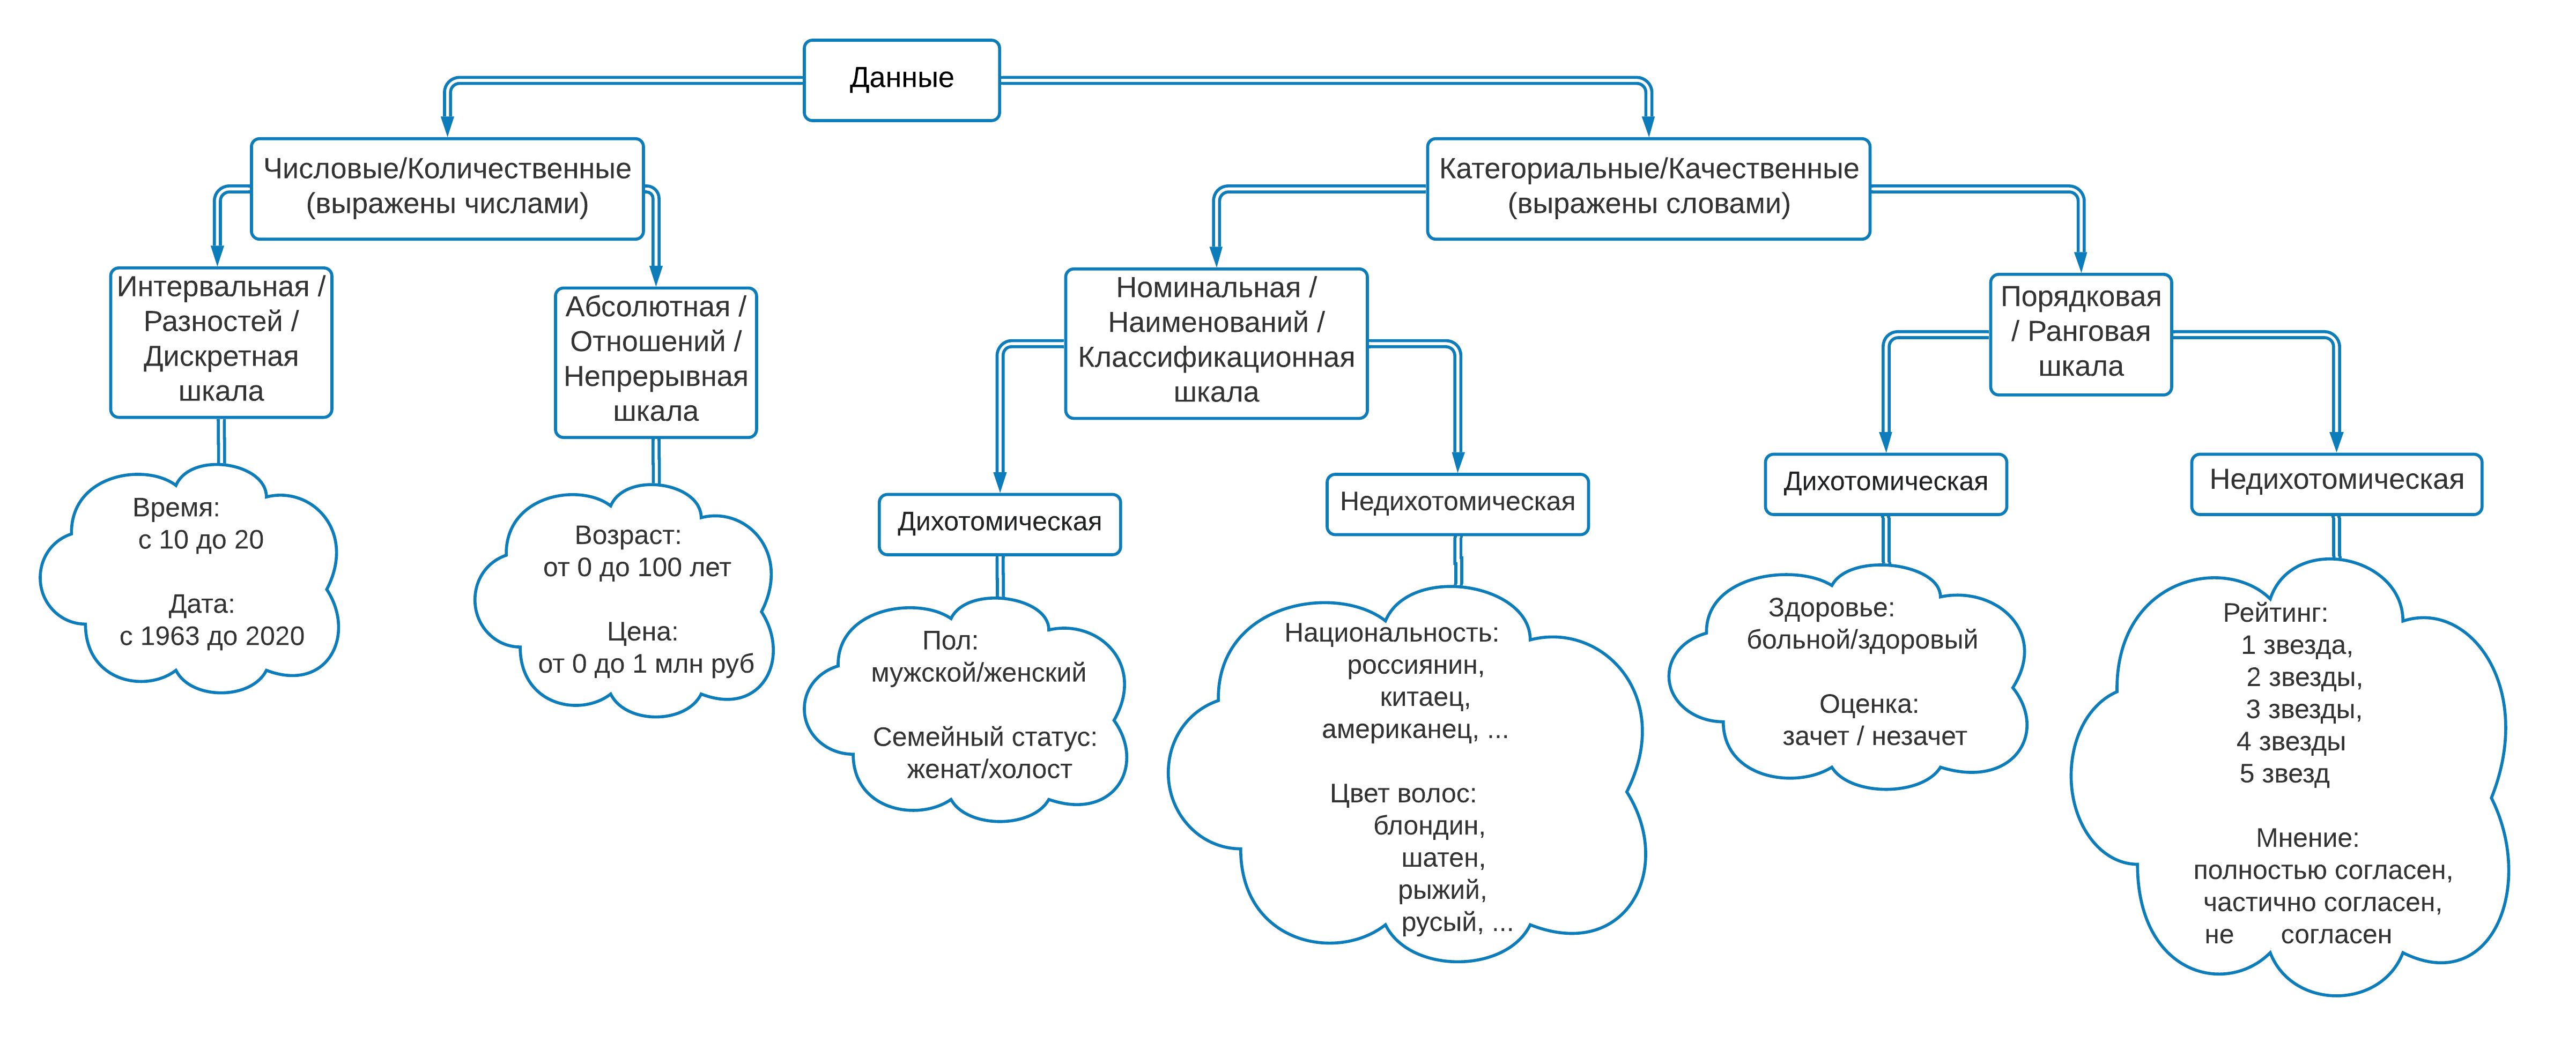 Данные
Числовые/Количественные
(выражены числами)
Категориальные/Качественные
(выражены словами)
Интервальная /
Разностей /
Дискретная
шкала
Абсолютная /
Отношений /
Непрерывная
шкала
Номинальная /
Наименований /
Классификационная
шкала
Порядковая
/ Ранговая
шкала
Дихотомическая
Недихотомическая
Дихотомическая
Недихотомическая
Время:
с 10 до 20
Дата:
с 1963 до 2020
Возраст:
от 0 до 100 лет
Цена:
от 0 до 1 млн руб
Пол:
мужской/женский
Семейный статус:
женат/холост
Национальность:
россиянин,
китаец,
американец, ...
Цвет волос:
блондин,
шатен,
рыжий,
русый, ...
Здоровье:
больной/здоровый
Оценка:
зачет / незачет
Рейтинг:
1 звезда,
2 звезды,
3 звезды,
4 звезды
5 звезд
Мнение:
полностью согласен,
частично согласен,
не согласен